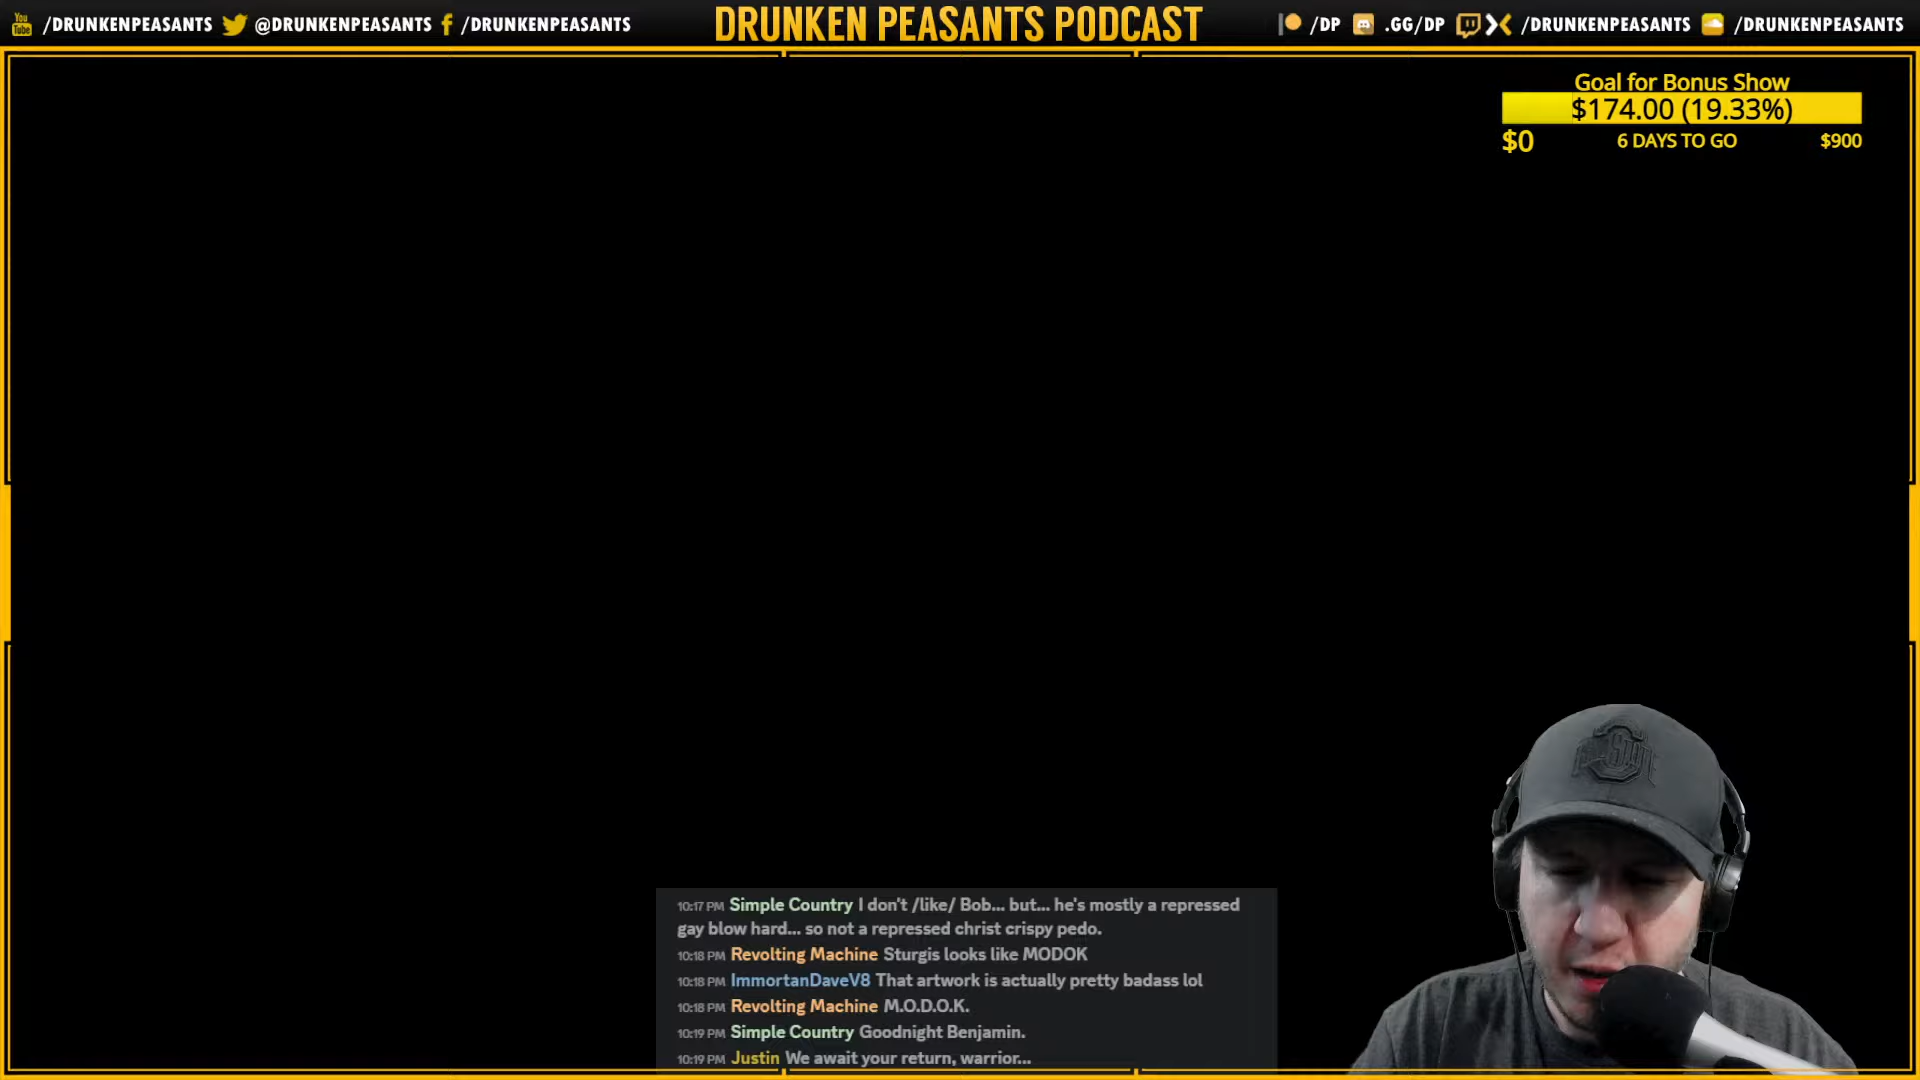 You Tube /DRUNKENPEASANTS @DRUNKENPEASANTS f /DRUNKENPEASANTS DRUNKEN PEASANTS PODCAST /DP .GG/DP /DRUNKENPEASANTS /DRUNKENPEASANTS
Goal for Bonus Show
$174.00 (19.33%)
$0 6 DAYS TO GO $900
10:17 PM Simple Country I don't /like/ Bob... but... he's mostly a repressed
gay blow hard... so not a repressed christ crispy pedo.
10:18 PM Revolting Machine Sturgis looks like MODOK
10:18 PM ImmortanDaveV8 That artwork is actually pretty badass lol
10:18 PM Revolting Machine M.O.D.O.K.
10:19 PM Simple Country Goodnight Benjamin.
10:19 PM Justin We await your return, warrior...